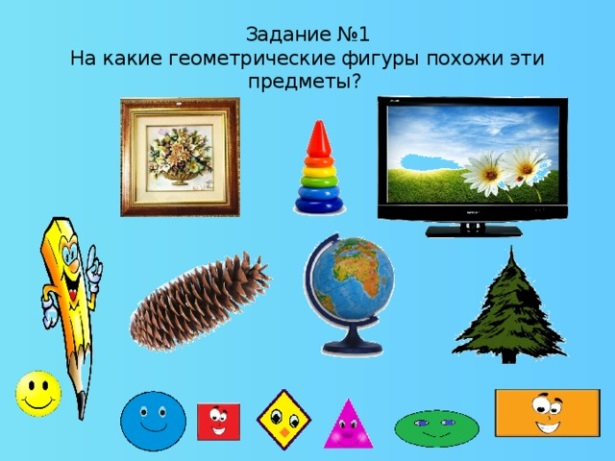 Задание №1
На какие геометрические фигуры похожи эти
предметы?